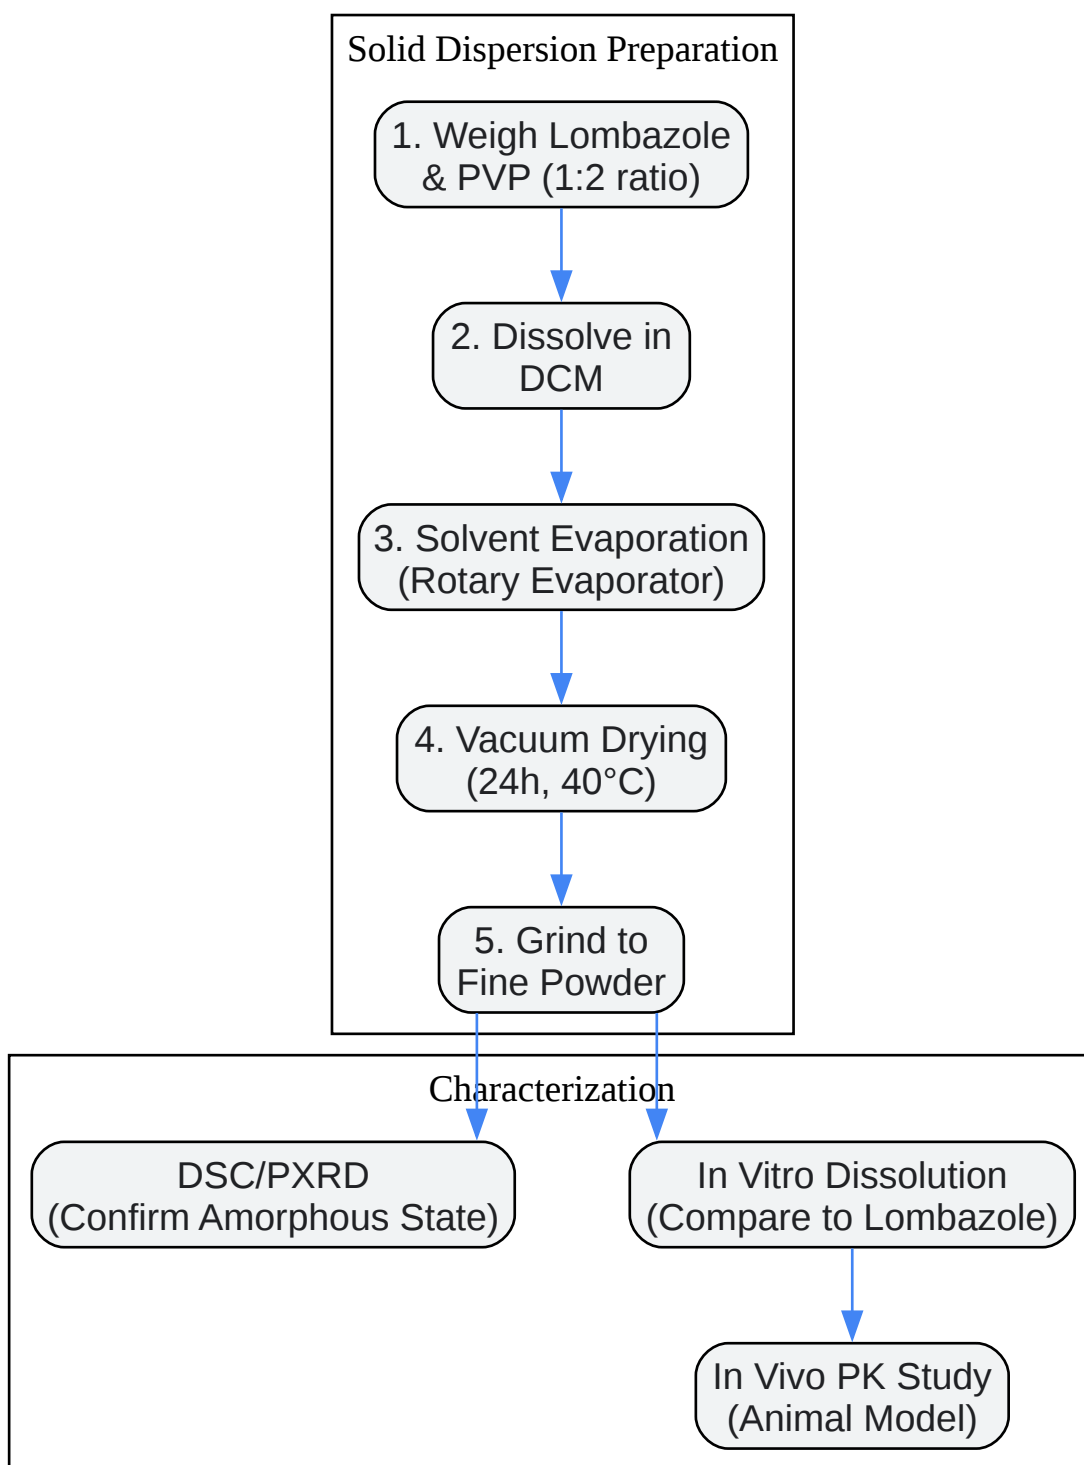 Solid Dispersion Preparation
1. Weigh Lombazole
& PVP (1:2 ratio)
2. Dissolve in
DCM
3. Solvent Evaporation
(Rotary Evaporator)
4. Vacuum Drying
(24h, 40°C)
5. Grind to
Fine Powder
Characterization
DSC/PXRD
(Confirm Amorphous State)
In Vitro Dissolution
(Compare to Lombazole)
In Vivo PK Study
(Animal Model)